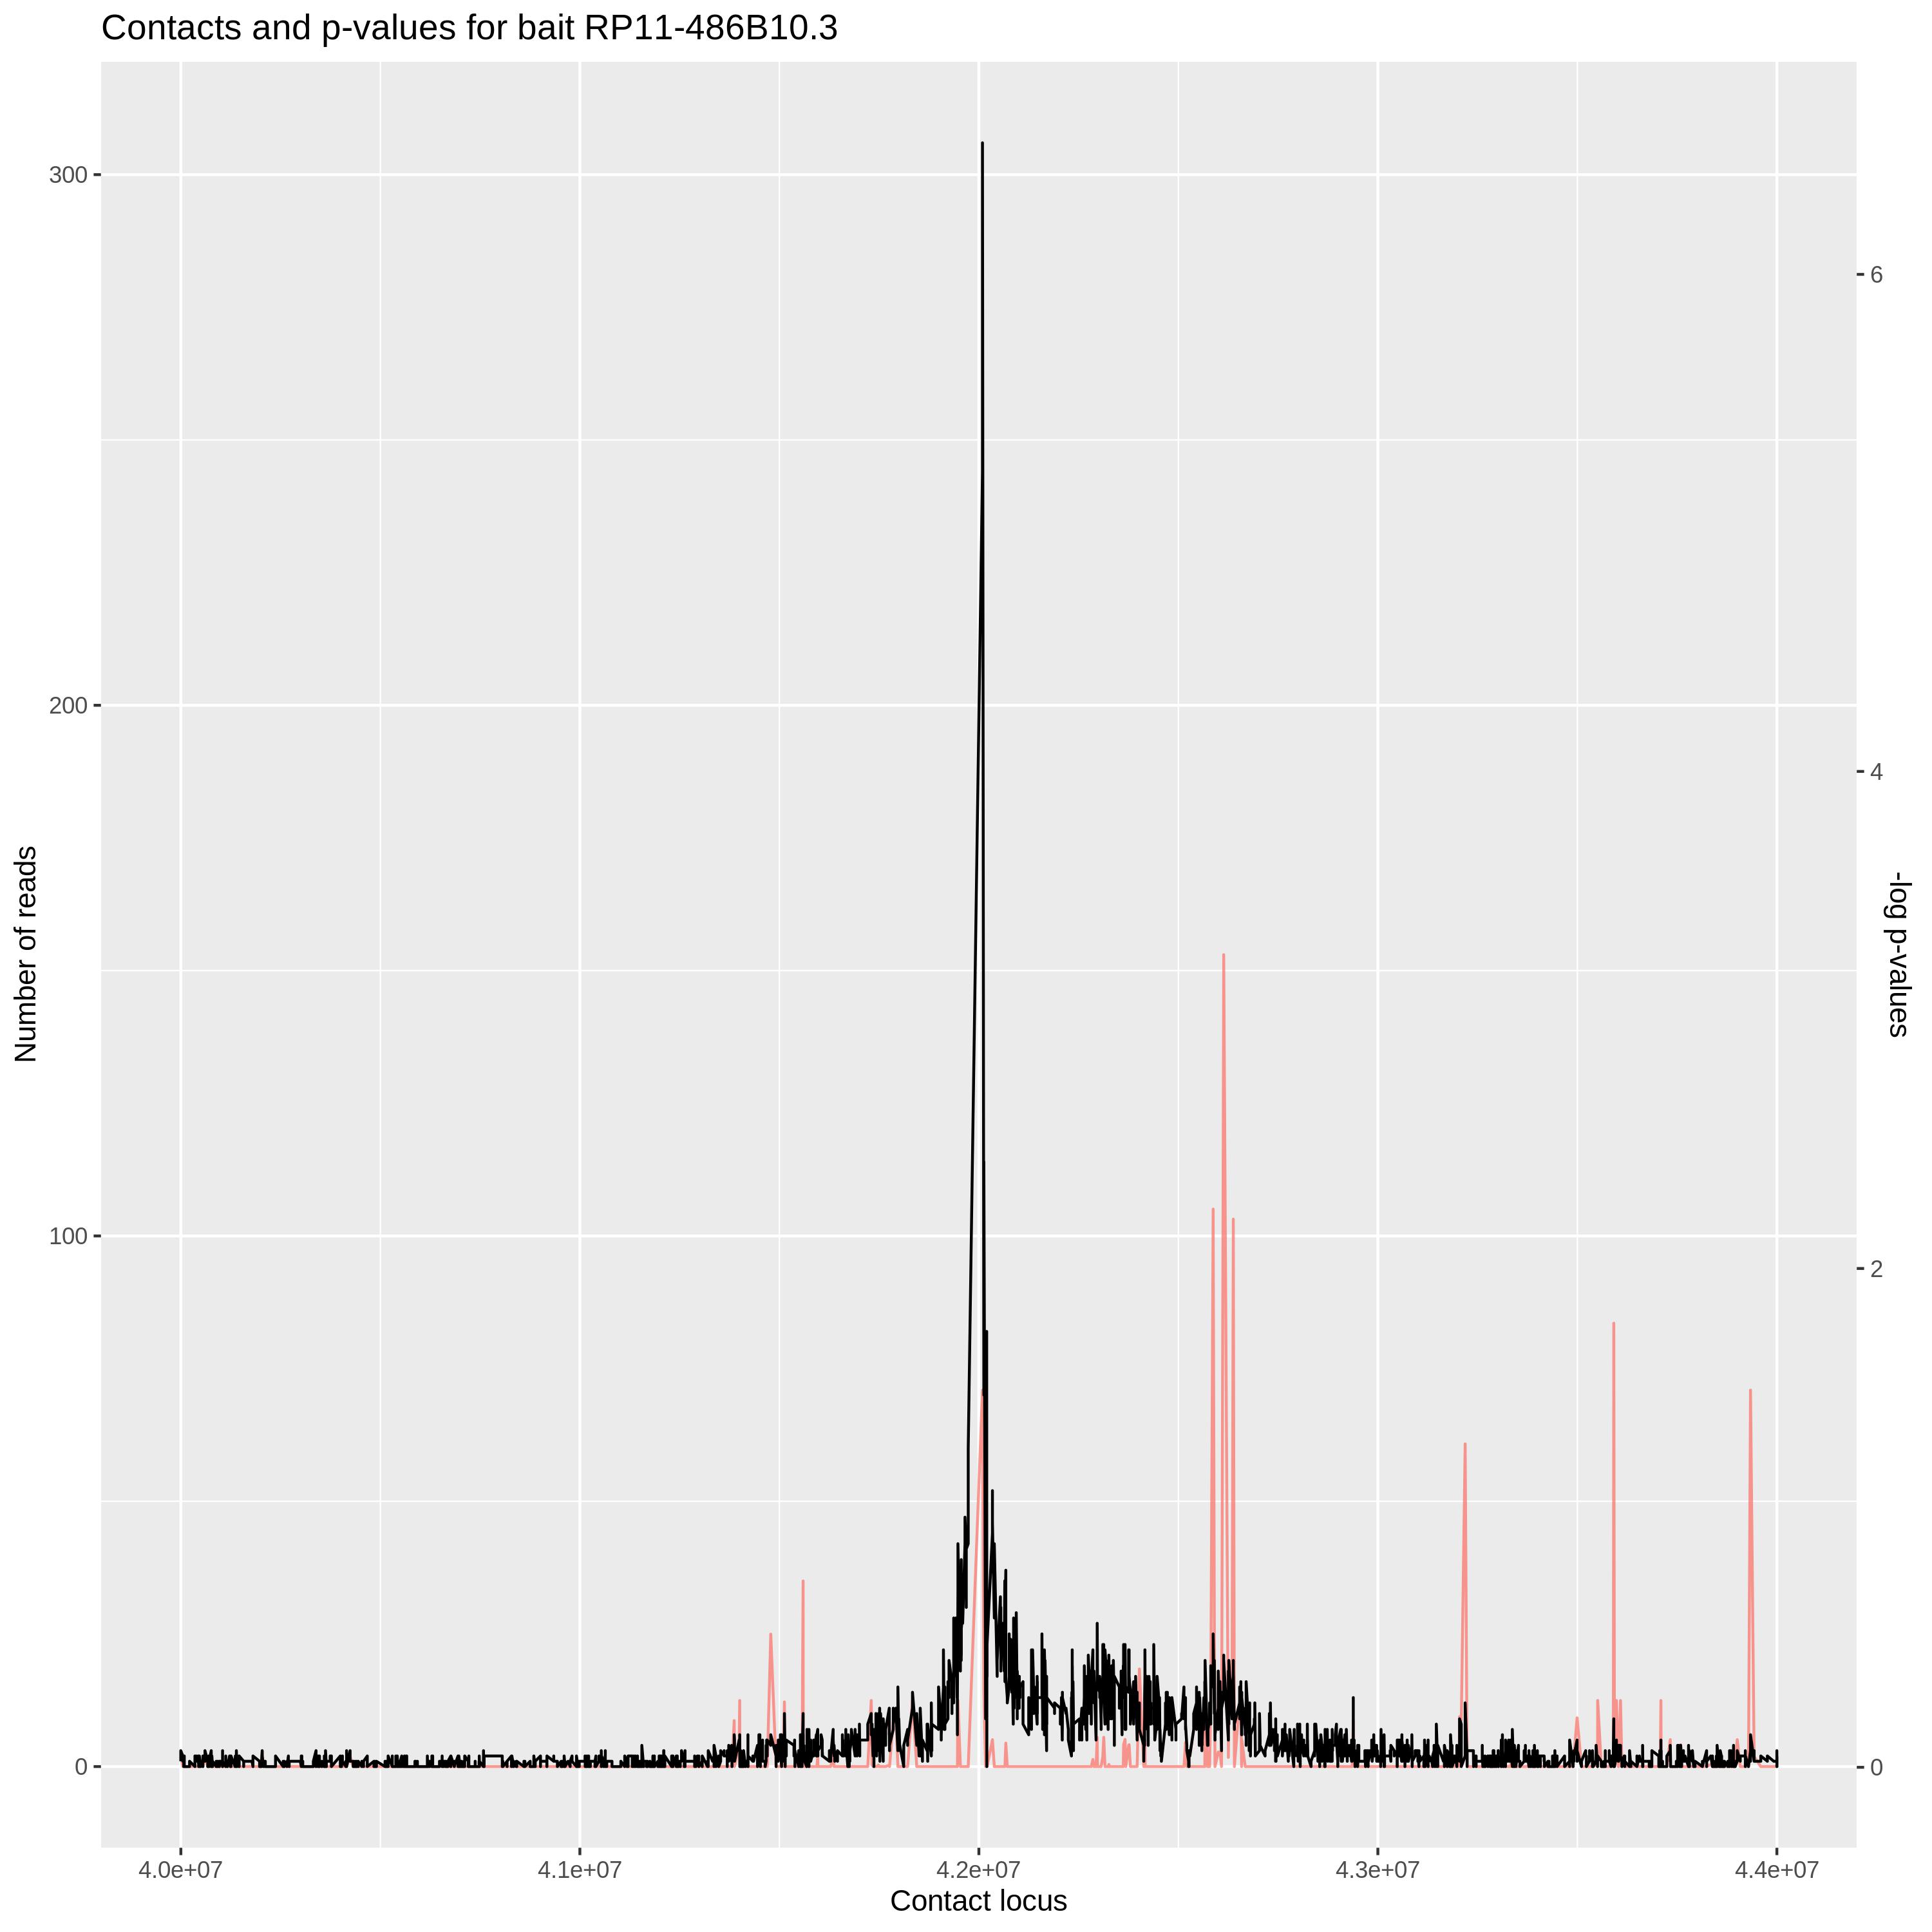 Contacts and p-values for bait RP11-486B10.3
300
200
100
0
Number of reads
6
4
2
0
-log p-values
4.0e+07
4.1e+07
4.2e+07
4.3e+07
4.4e+07
Contact locus